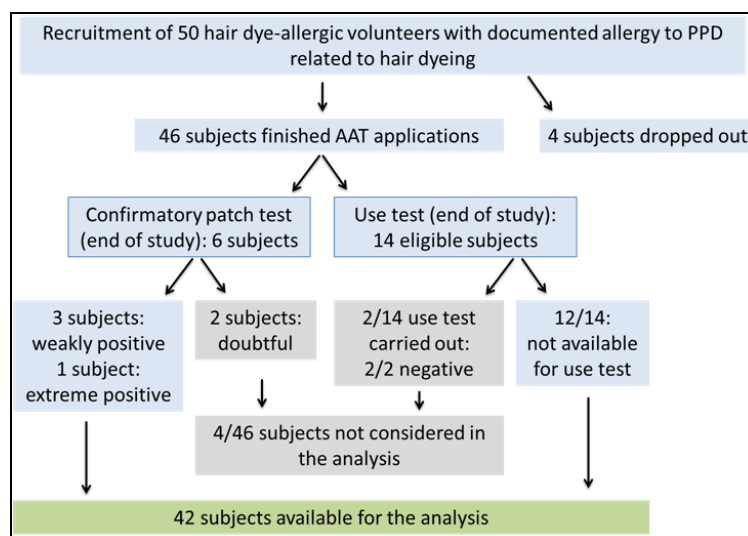 Recruitment of 50 hair dye-allergic volunteers with documented allergy to PPD
related to hair dyeing
46 subjects finished AAT applications
4 subjects dropped out
Confirmatory patch test
(end of study): 6 subjects
Use test (end of study):
14 eligible subjects
3 subjects:
weakly positive
1 subject:
extreme positive
2 subjects:
doubtful
2/14 use test
carried out:
2/2 negative
12/14:
not available
for use test
4/46 subjects not considered in
the analysis
42 subjects available for the analysis